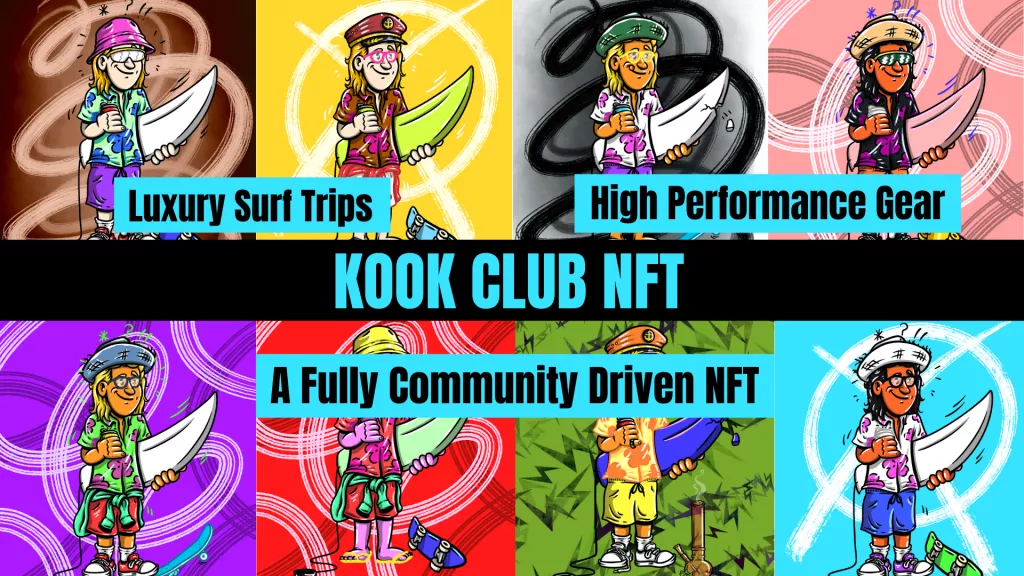 Luxury Surf Trips
High Performance Gear
KOOK CLUB NFT
A Fully Community Driven NFT